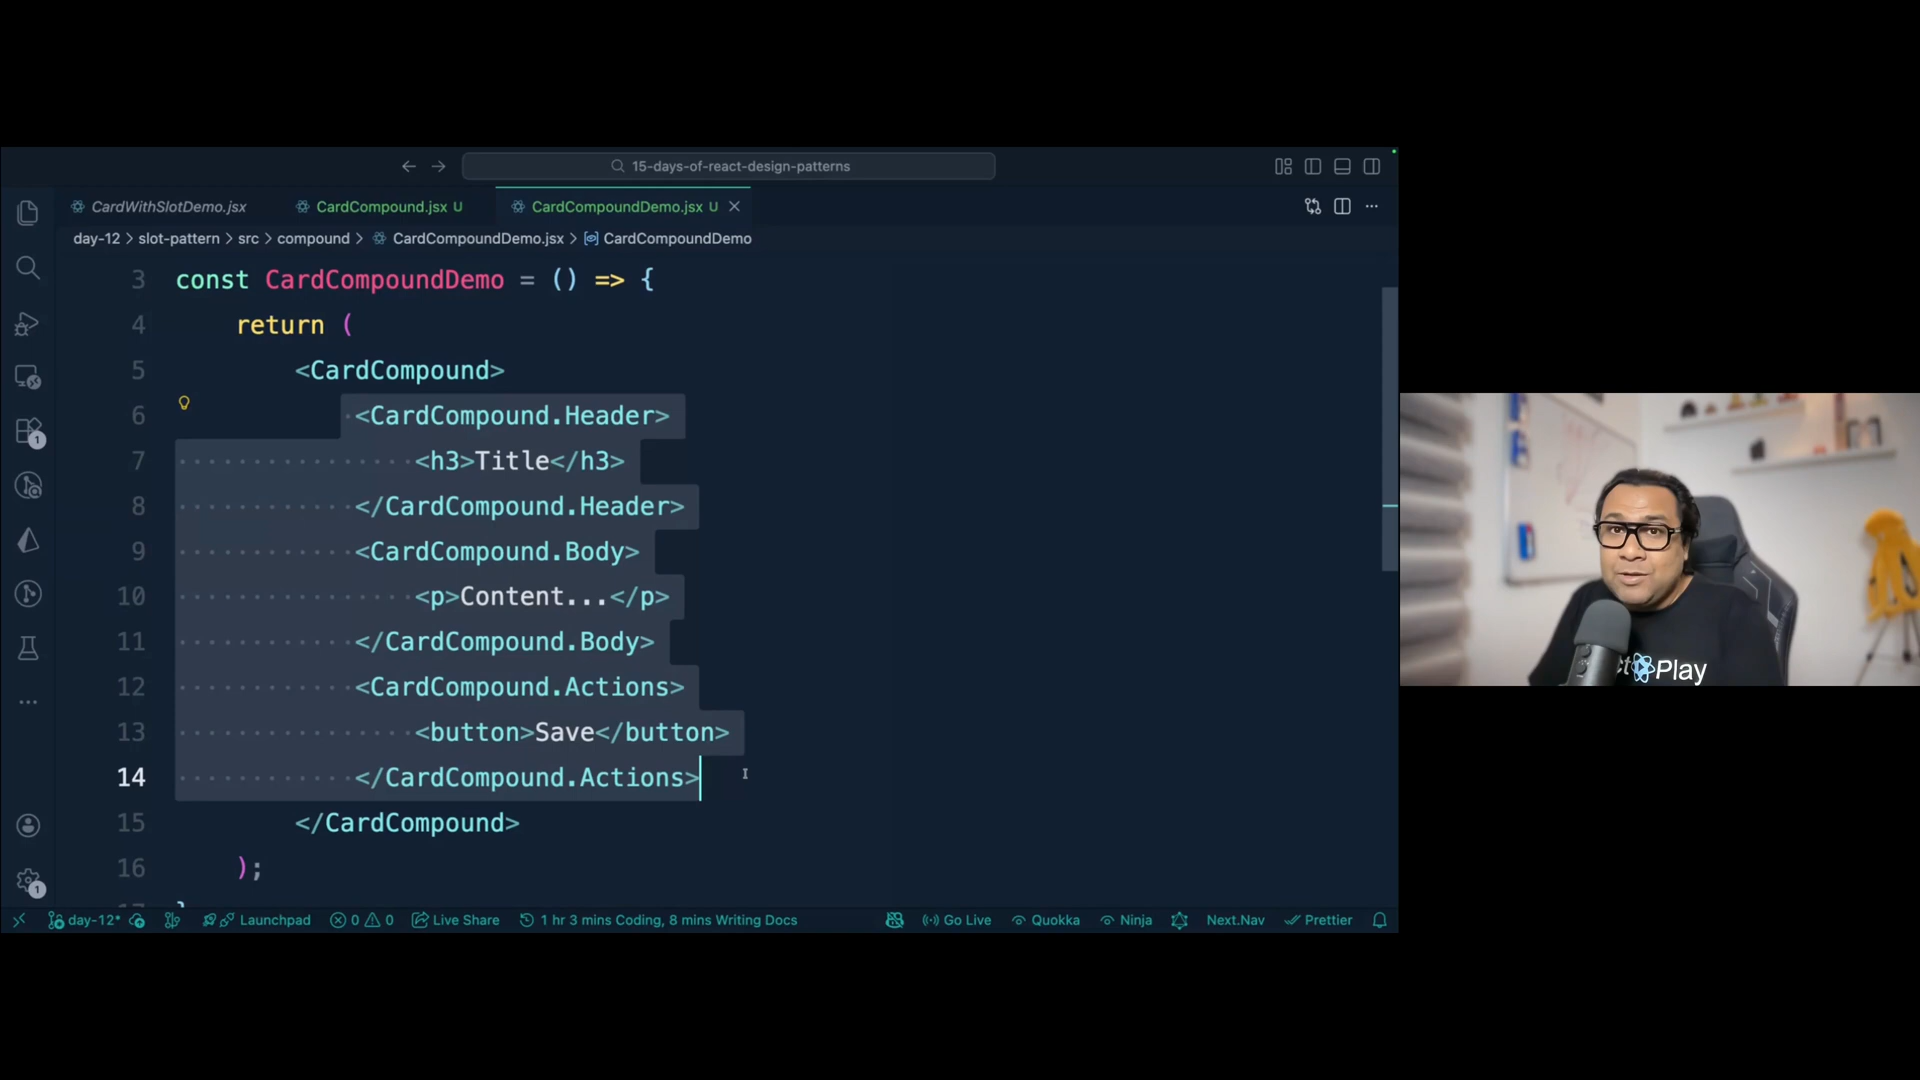 15-days-of-react-design-patterns
CardWithSlotDemo.jsx
CardCompound.jsx U
CardCompoundDemo.jsx U
day-12 > slot-pattern > src > compound > CardCompoundDemo.jsx > CardCompoundDemo
3 const CardCompoundDemo = () => {
4 return (
5 <CardCompound>
6 <CardCompound.Header>
7 <h3>Title</h3>
8 </CardCompound.Header>
9 <CardCompound.Body>
10 <p>Content...</p>
11 </CardCompound.Body>
12 <CardCompound.Actions>
13 <button>Save</button>
14 </CardCompound.Actions>
15 </CardCompound>
16 );
1
1
day-12* Launchpad 0 0 Live Share 1 hr 3 mins Coding, 8 mins Writing Docs Go Live Quokka Ninja Next.Nav Prettier
ct Play